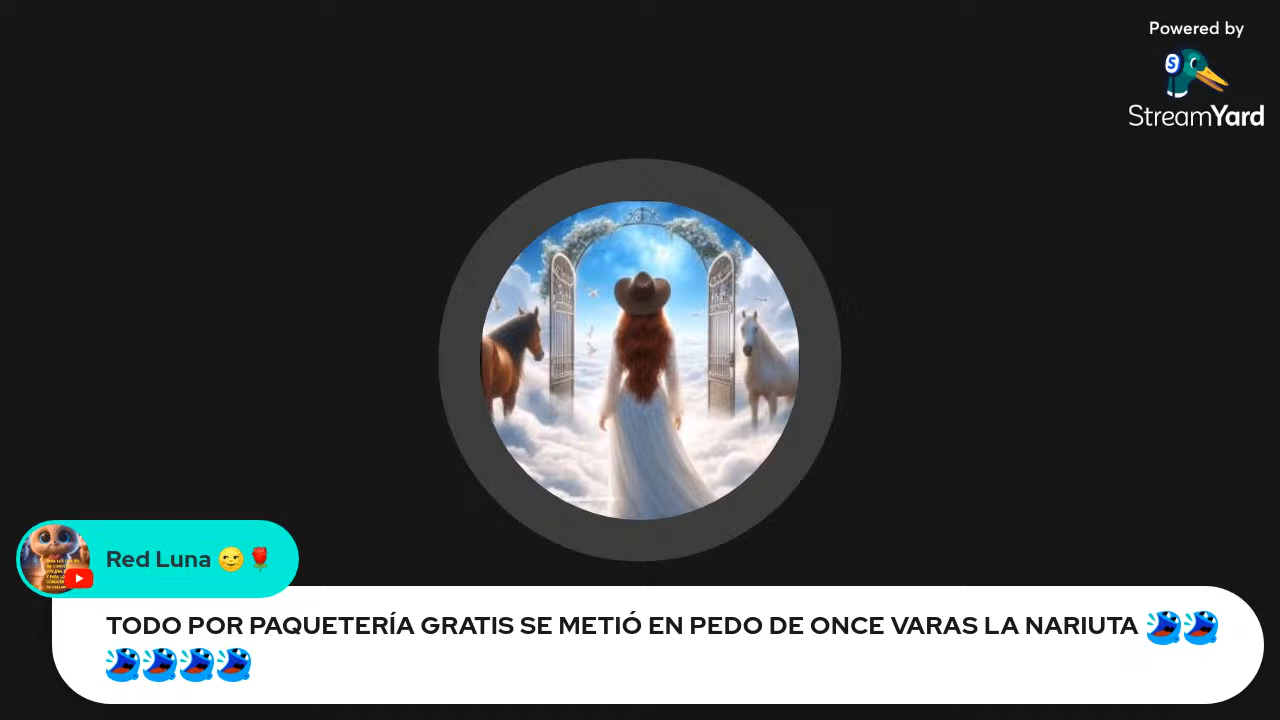 Powered by
StreamYard
Red Luna 🌝🌹
TODO POR PAQUETERÍA GRATIS SE METIÓ EN PEDO DE ONCE VARAS LA NARIUTA